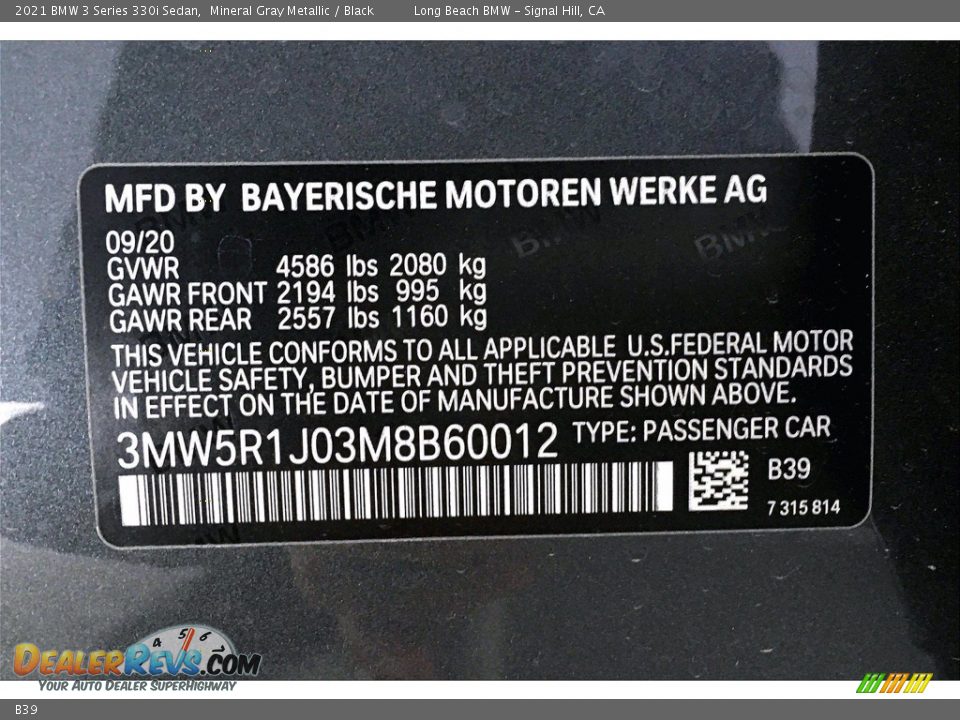 2021 BMW 3 Series 330i Sedan, Mineral Gray Metallic / Black Long Beach BMW - Signal Hill, CA
MFD BY BAYERISCHE MOTOREN WERKE AG
09/20
GVWR 4586 lbs 2080 kg
GAWR FRONT 2194 lbs 995 kg
GAWR REAR 2557 lbs 1160 kg
THIS VEHICLE CONFORMS TO ALL APPLICABLE U.S.FEDERAL MOTOR
VEHICLE SAFETY, BUMPER AND THEFT PREVENTION STANDARDS
IN EFFECT ON THE DATE OF MANUFACTURE SHOWN ABOVE.
3MW5R1J03M8B60012 TYPE: PASSENGER CAR
B39
7 315 814
4 5 6
DEALERREVS.COM
YOUR AUTO DEALER SUPERHIGHWAY
B39